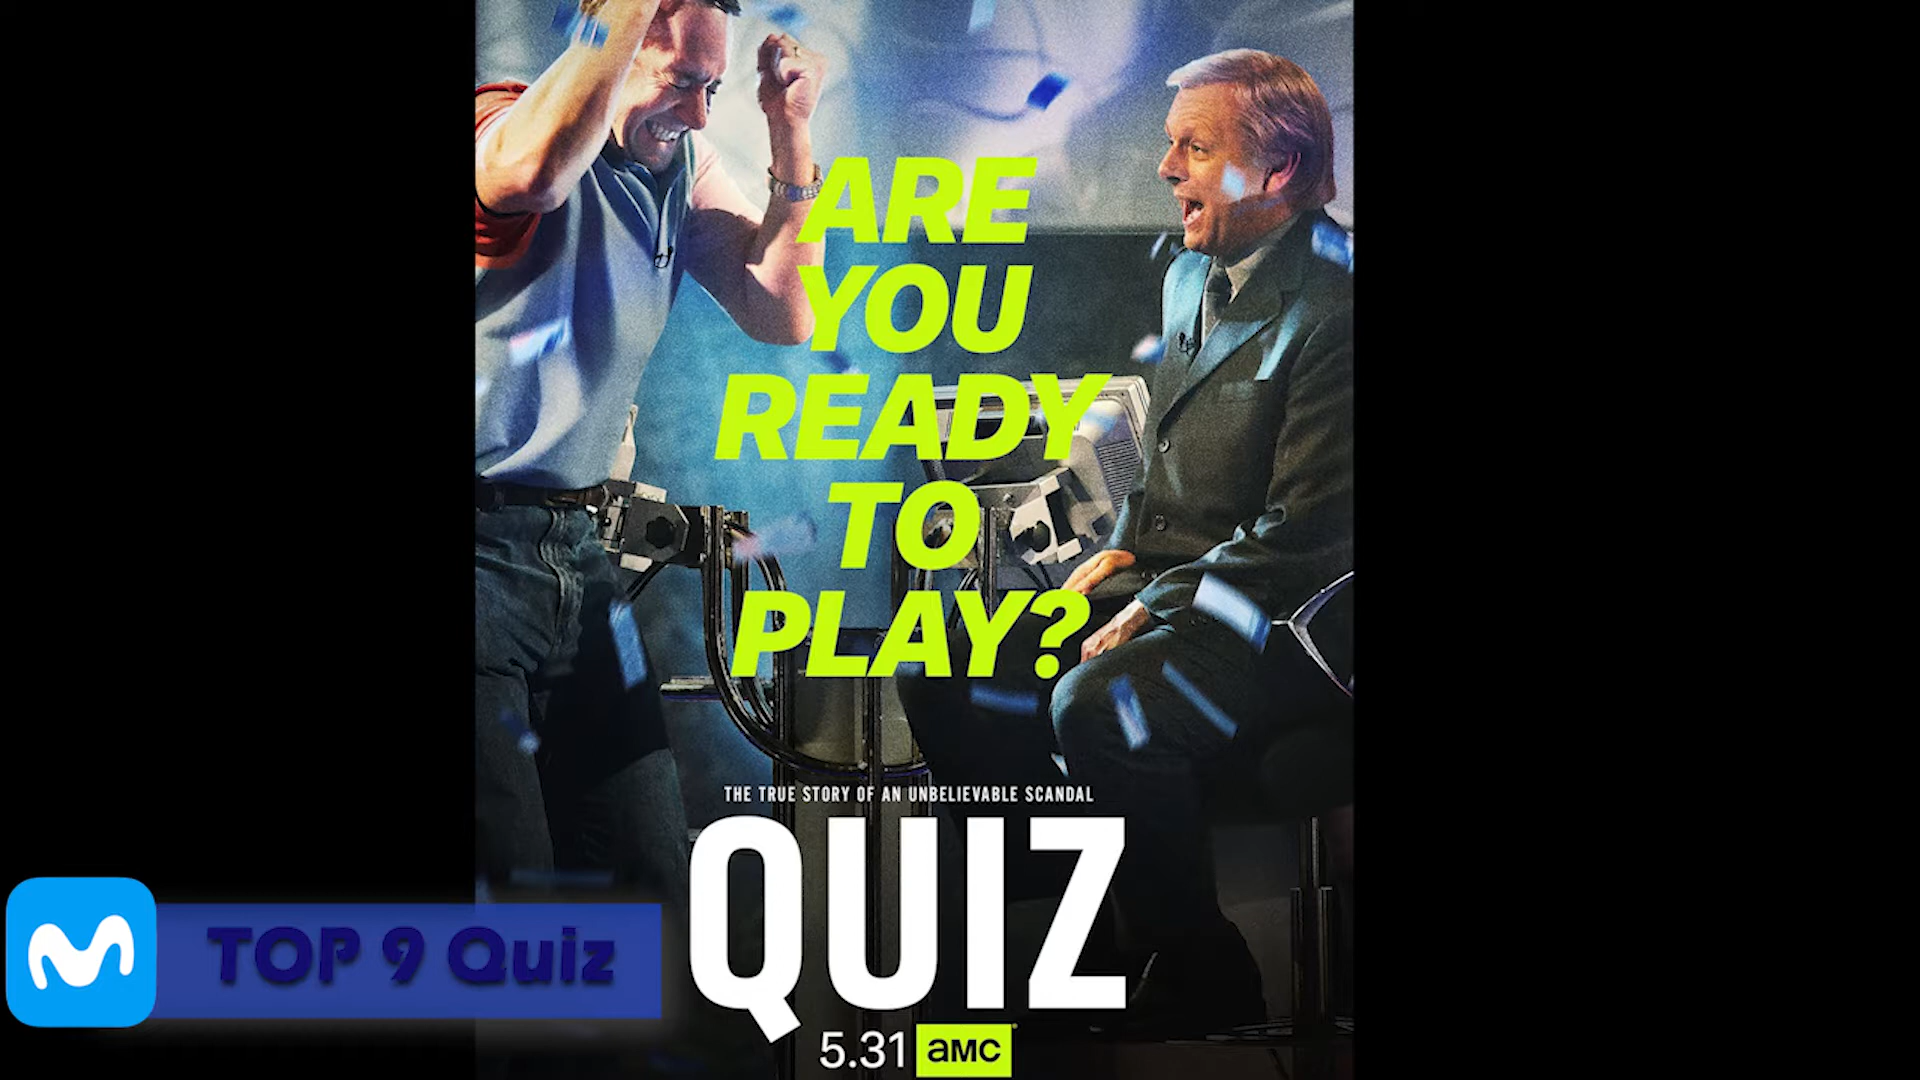 ARE
YOU
READY
TO
PLAY?
THE TRUE STORY OF AN UNBELIEVABLE SCANDAL
QUIZ
5.31 aMC
TOP 9 Quiz